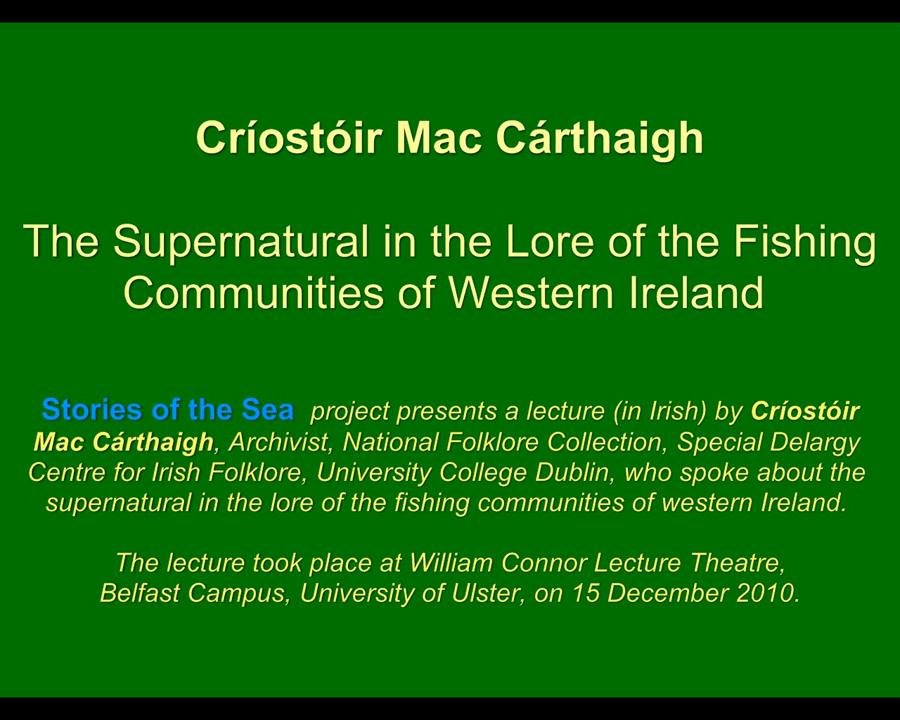 Críostóir Mac Cárthaigh
The Supernatural in the Lore of the Fishing
Communities of Western Ireland
Stories of the Sea project presents a lecture (in Irish) by Críostóir
Mac Cárthaigh, Archivist, National Folklore Collection, Special Delargy
Centre for Irish Folklore, University College Dublin, who spoke about the
supernatural in the lore of the fishing communities of western Ireland.
The lecture took place at William Connor Lecture Theatre,
Belfast Campus, University of Ulster, on 15 December 2010.